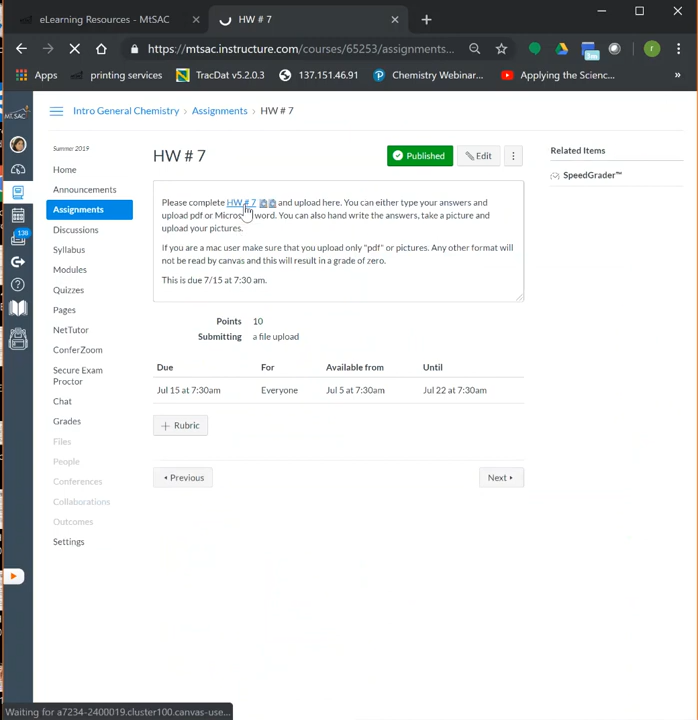 eLearning Resources - MtSAC
HW # 7
https://mtsac.instructure.com/courses/65253/assignments...
r
Apps
printing services
TracDat v5.2.0.3
137.151.46.91
Chemistry Webinar...
Applying the Scienc...
»
Intro General Chemistry › Assignments › HW # 7
MT.SAC
Summer 2019
Home
Announcements
Assignments
Discussions
Syllabus
Modules
Quizzes
Pages
NetTutor
ConferZoom
Secure Exam
Proctor
Chat
Grades
Files
People
Conferences
Collaborations
Outcomes
Settings
138
HW # 7
Published
Edit
Please complete HW # 7 and upload here. You can either type your answers and
upload pdf or Microsoft word. You can also hand write the answers, take a picture and
upload your pictures.
If you are a mac user make sure that you upload only "pdf" or pictures. Any other format will
not be read by canvas and this will result in a grade of zero.
This is due 7/15 at 7:30 am.
Points 10
Submitting a file upload
Due For Available from Until
Jul 15 at 7:30am Everyone Jul 5 at 7:30am Jul 22 at 7:30am
+ Rubric
Previous
Next
Related Items
SpeedGrader™
Waiting for a7234-2400019.cluster100.canvas-use...